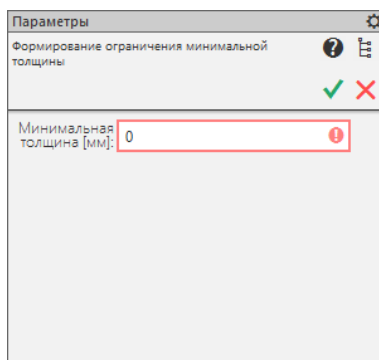 Параметры
Формирование ограничения минимальной
толщины
Минимальная
толщина [мм]:
0